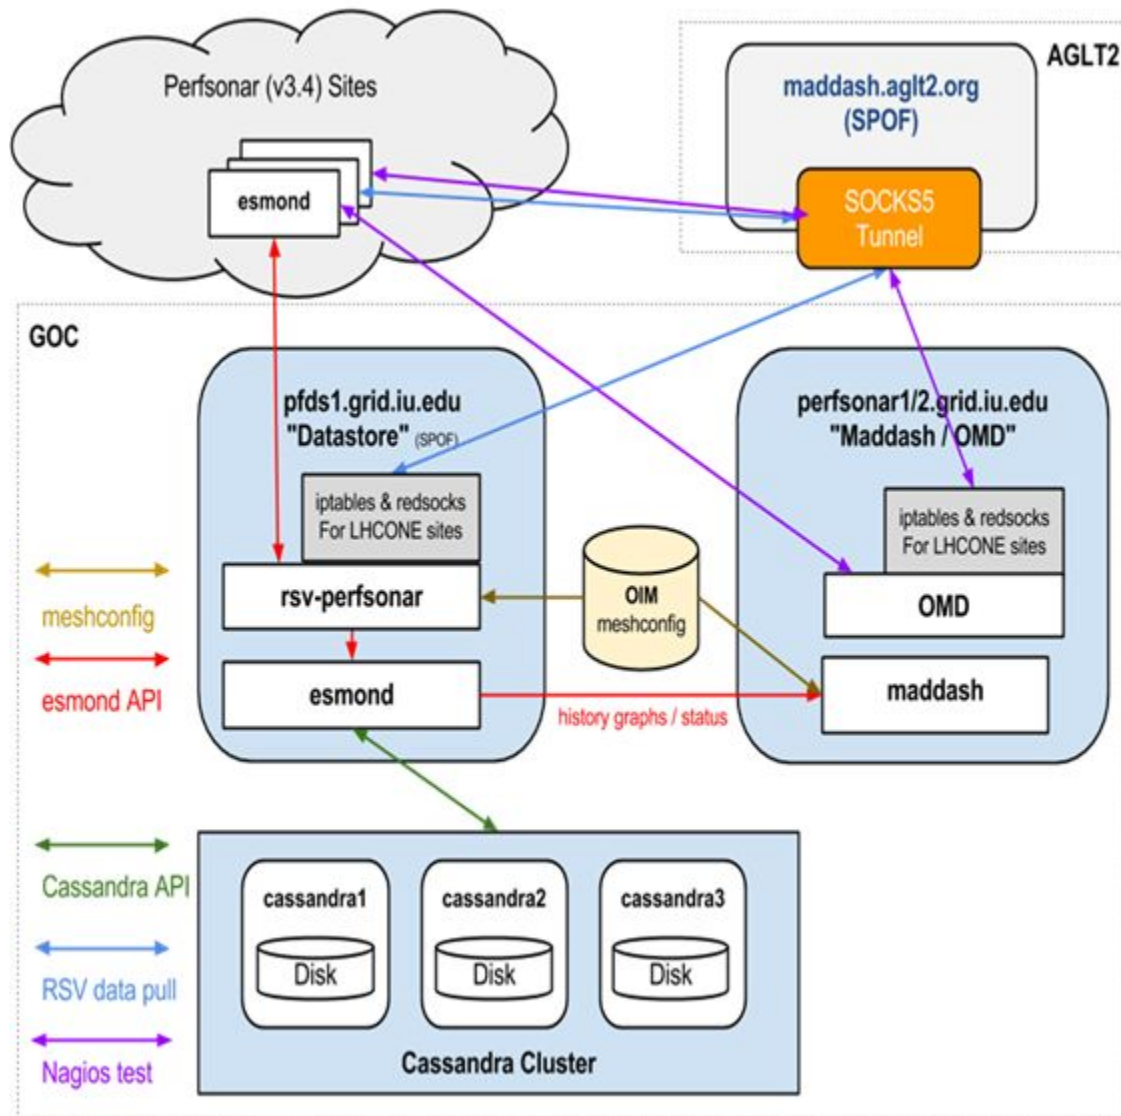 Perfsonar (v3.4) Sites
esmond
AGLT2
maddash.aglt2.org
(SPOF)
SOCKS5
Tunnel
GOC
pfds1.grid.iu.edu
"Datastore" (SPOF)
iptables & redsocks
For LHCONE sites
rsv-perfsonar
esmond
OIM
meshconfig
perfsonar1/2.grid.iu.edu
"Maddash / OMD"
iptables & redsocks
For LHCONE sites
OMD
maddash
history graphs / status
meshconfig
esmond API
Cassandra API
RSV data pull
Nagios test
cassandra1
Disk
cassandra2
Disk
cassandra3
Disk
Cassandra Cluster